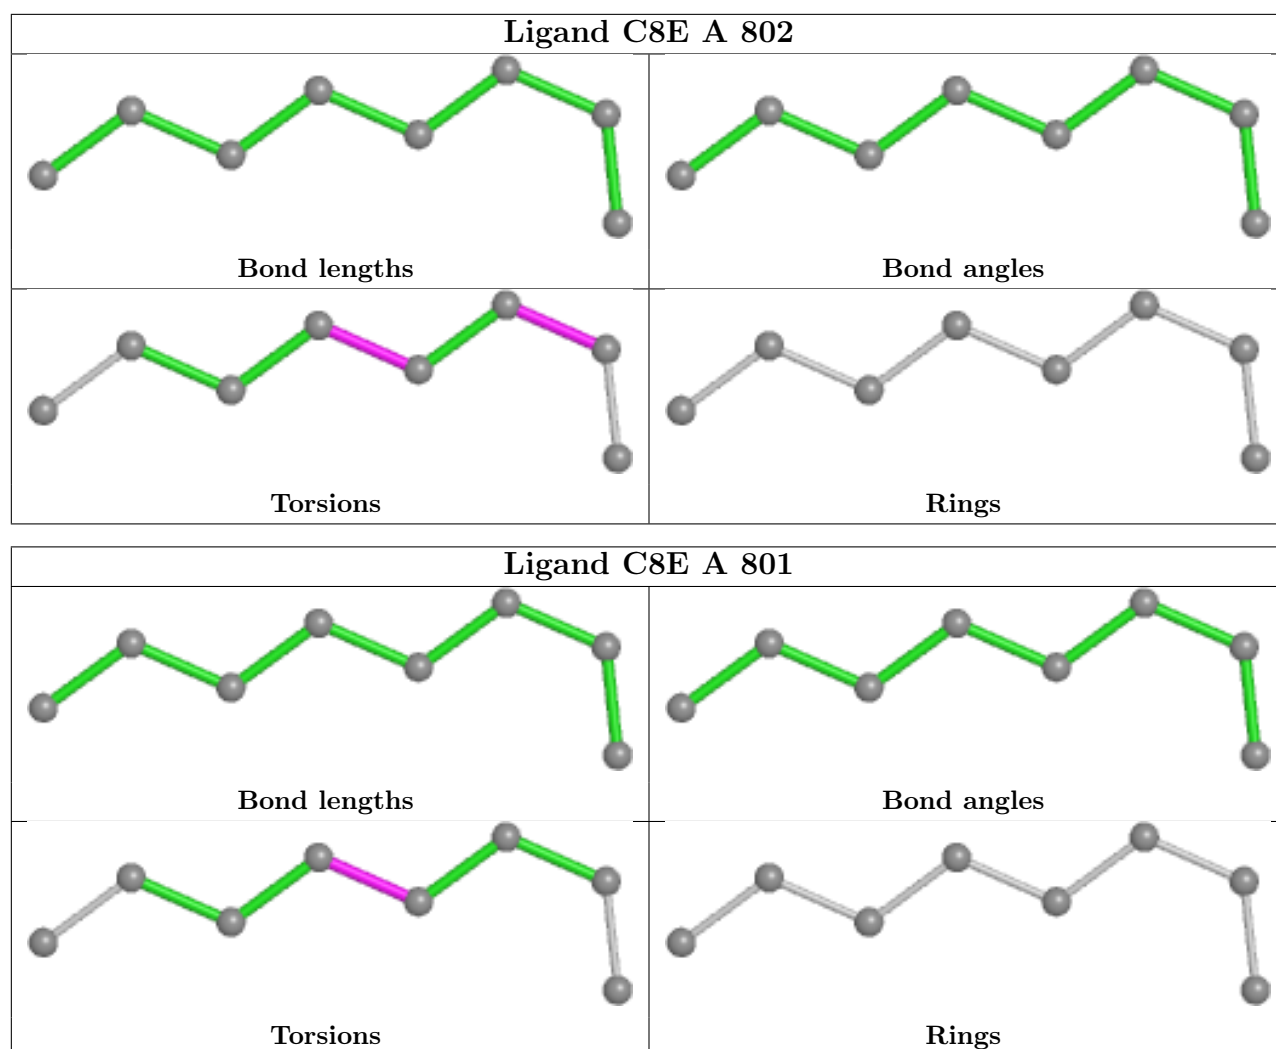 Ligand C8E A 802
Bond lengths
Bond angles
Torsions
Rings
Ligand C8E A 801
Bond lengths
Bond angles
Torsions
Rings